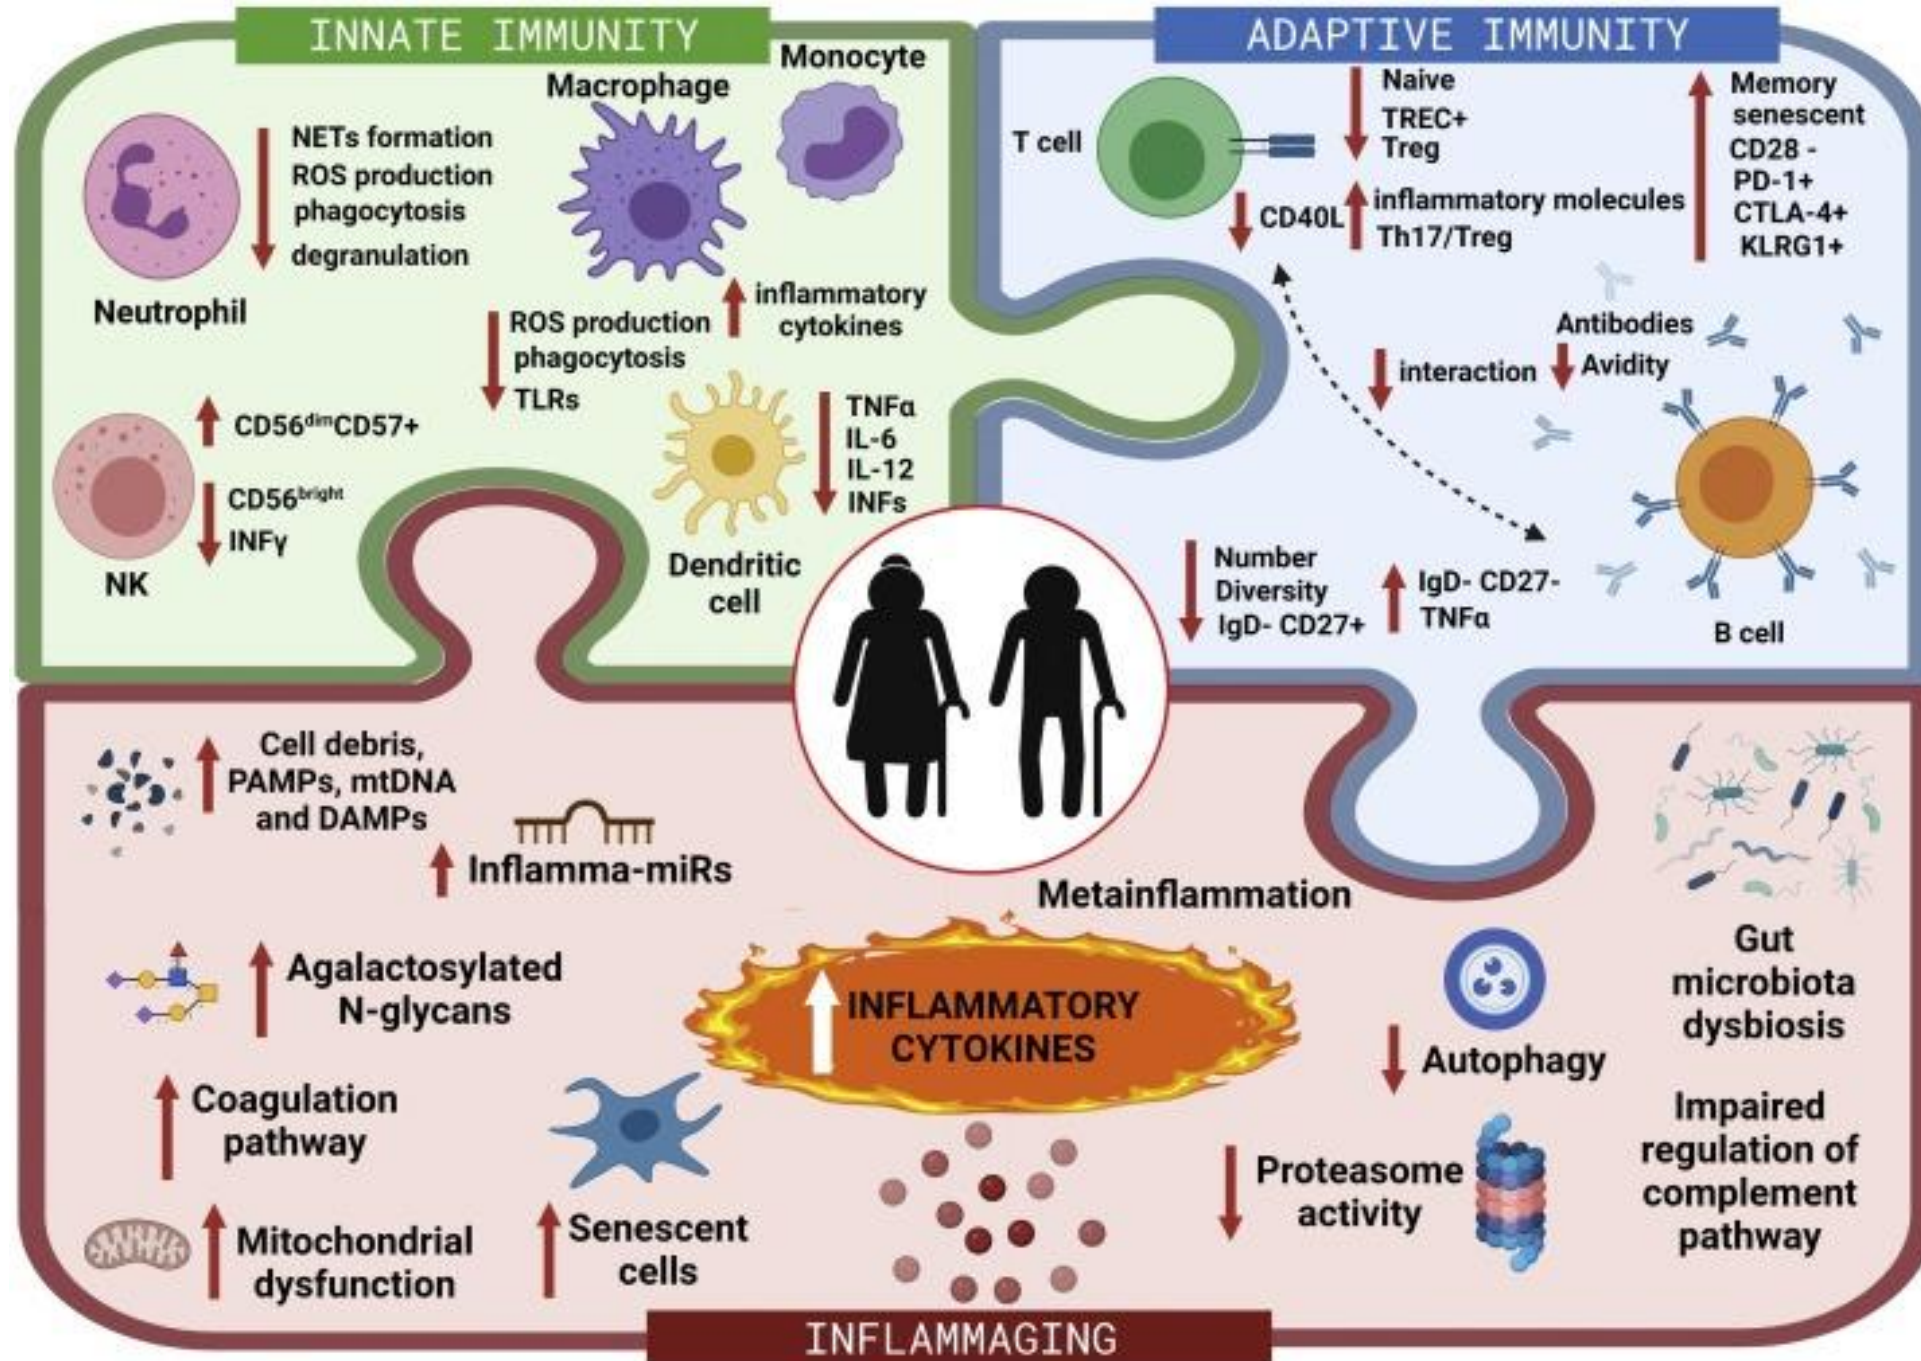 INNATE IMMUNITY
Neutrophil
NETs formation
ROS production
phagocytosis
degranulation
Macrophage
Monocyte
ROS production
phagocytosis
TLRs
inflammatory
cytokines
NK
CD56dimCD57+
CD56bright
INFγ
Dendritic
cell
TNFα
IL-6
IL-12
INFs
ADAPTIVE IMMUNITY
T cell
Naive
TREC+
Treg
CD40L
inflammatory molecules
Th17/Treg
Memory
senescent
CD28 -
PD-1+
CTLA-4+
KLRG1+
interaction
Antibodies
Avidity
Number
Diversity
IgD- CD27+
IgD- CD27-
TNFα
B cell
Cell debris,
PAMPs, mtDNA
and DAMPs
Inflamma-miRs
Agalactosylated
N-glycans
Coagulation
pathway
Mitochondrial
dysfunction
Senescent
cells
Metainflammation
INFLAMMATORY
CYTOKINES
Autophagy
Proteasome
activity
Gut
microbiota
dysbiosis
Impaired
regulation of
complement
pathway
INFLAMMAGING